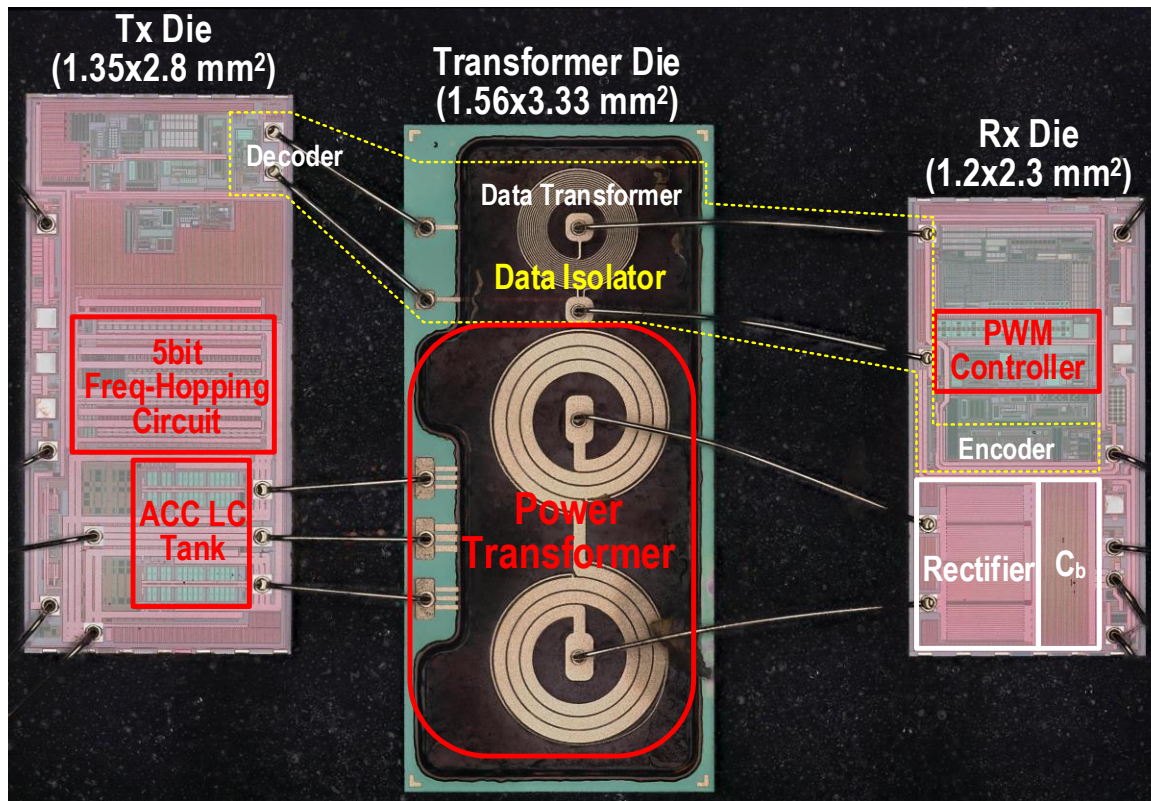 Tx Die
(1.35x2.8 mm²)
Transformer Die
(1.56x3.33 mm²)
Rx Die
(1.2x2.3 mm²)
Decoder
Data Transformer
Data Isolator
5bit
Freq-Hopping
Circuit
PWM
Controller
Encoder
ACC LC
Tank
Power
Transformer
Rectifier
C_b